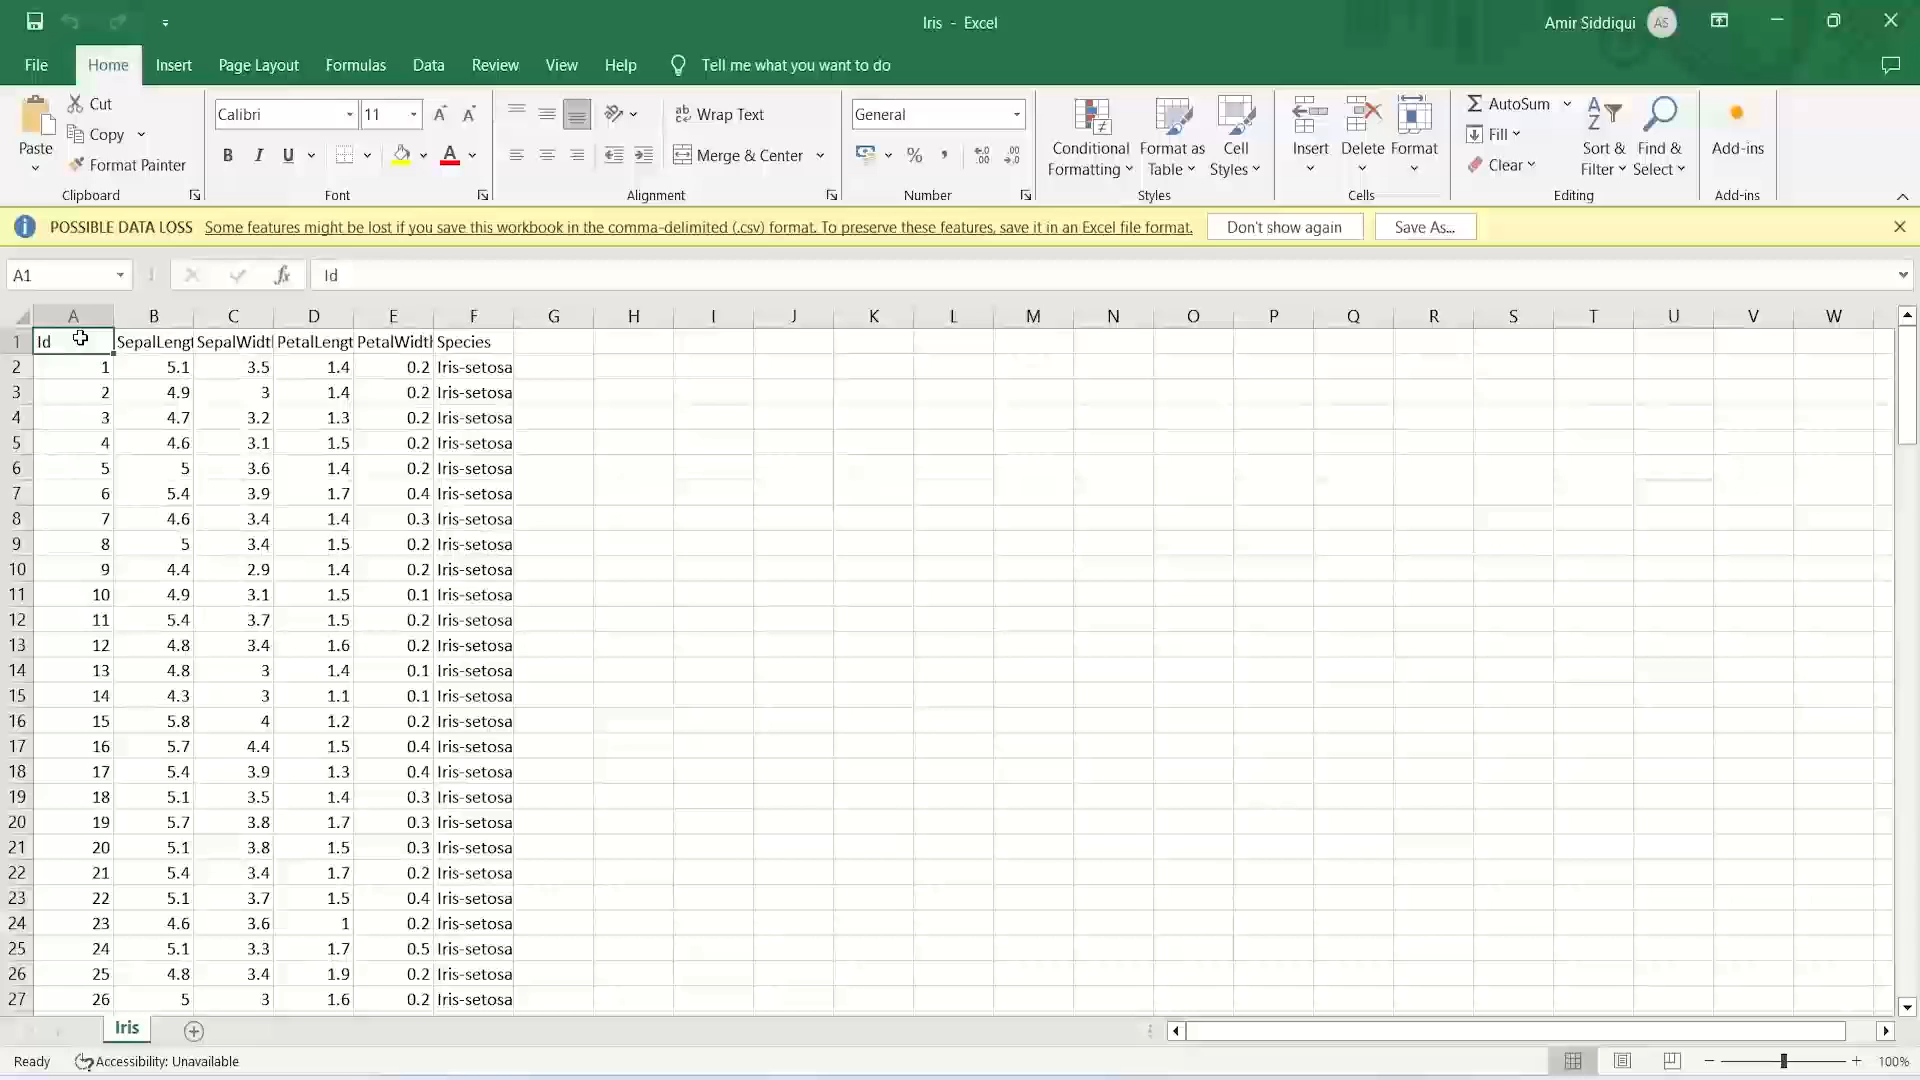 Iris - Excel
Amir Siddiqui AS
File Home Insert Page Layout Formulas Data Review View Help Tell me what you want to do
Paste
Cut
Copy
Format Painter
Clipboard
Calibri 11 A A
B I U A
Font
ab Wrap Text
Merge & Center
Alignment
General
% ,
Number
Conditional Formatting
Format as Table
Cell Styles
Styles
Insert Delete Format
Cells
AutoSum
Fill
Clear
Sort & Filter
Find & Select
Editing
Add-ins
Add-ins
POSSIBLE DATA LOSS Some features might be lost if you save this workbook in the comma-delimited (.csv) format. To preserve these features, save it in an Excel file format. Don't show again Save As...
A1 fx Id
A B C D E F G H I J K L M N O P Q R S T U V W
1 Id SepalLengt SepalWidt PetalLengt PetalWidth Species
2 1 5.1 3.5 1.4 0.2 Iris-setosa
3 2 4.9 3 1.4 0.2 Iris-setosa
4 3 4.7 3.2 1.3 0.2 Iris-setosa
5 4 4.6 3.1 1.5 0.2 Iris-setosa
6 5 5 3.6 1.4 0.2 Iris-setosa
7 6 5.4 3.9 1.7 0.4 Iris-setosa
8 7 4.6 3.4 1.4 0.3 Iris-setosa
9 8 5 3.4 1.5 0.2 Iris-setosa
10 9 4.4 2.9 1.4 0.2 Iris-setosa
11 10 4.9 3.1 1.5 0.1 Iris-setosa
12 11 5.4 3.7 1.5 0.2 Iris-setosa
13 12 4.8 3.4 1.6 0.2 Iris-setosa
14 13 4.8 3 1.4 0.1 Iris-setosa
15 14 4.3 3 1.1 0.1 Iris-setosa
16 15 5.8 4 1.2 0.2 Iris-setosa
17 16 5.7 4.4 1.5 0.4 Iris-setosa
18 17 5.4 3.9 1.3 0.4 Iris-setosa
19 18 5.1 3.5 1.4 0.3 Iris-setosa
20 19 5.7 3.8 1.7 0.3 Iris-setosa
21 20 5.1 3.8 1.5 0.3 Iris-setosa
22 21 5.4 3.4 1.7 0.2 Iris-setosa
23 22 5.1 3.7 1.5 0.4 Iris-setosa
24 23 4.6 3.6 1 0.2 Iris-setosa
25 24 5.1 3.3 1.7 0.5 Iris-setosa
26 25 4.8 3.4 1.9 0.2 Iris-setosa
27 26 5 3 1.6 0.2 Iris-setosa
Iris
Ready Accessibility: Unavailable 100%